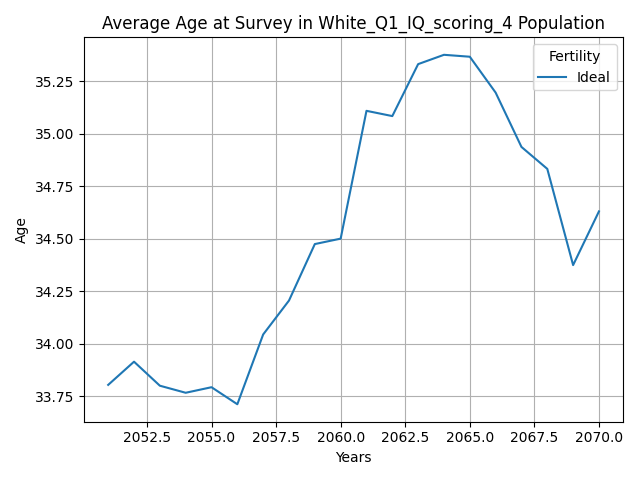 Average Age at Survey in White_Q1_IQ_scoring_4 Population
Fertility
Ideal
35.25
35.00
34.75
34.50
34.25
34.00
33.75
Age
2052.5 2055.0 2057.5 2060.0 2062.5 2065.0 2067.5 2070.0
Years